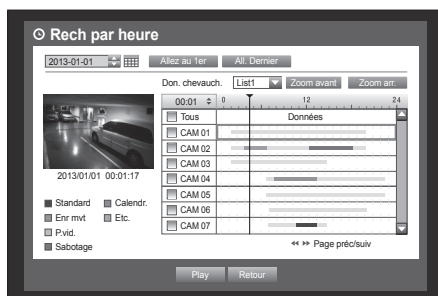 Rech par heure
2013-01-01 Allez au 1er All. Dernier
Don. chevauch. List1 Zoom avant Zoom arr.
00:01 0 12 24
Tous Données
CAM 01
CAM 02
CAM 03
2013/01/01 00:01:17
CAM 04
CAM 05
Standard Calendr.
CAM 06
Enr mvt Etc.
CAM 07
P.vid.
Sabotage
Page préc/suiv
Play Retour